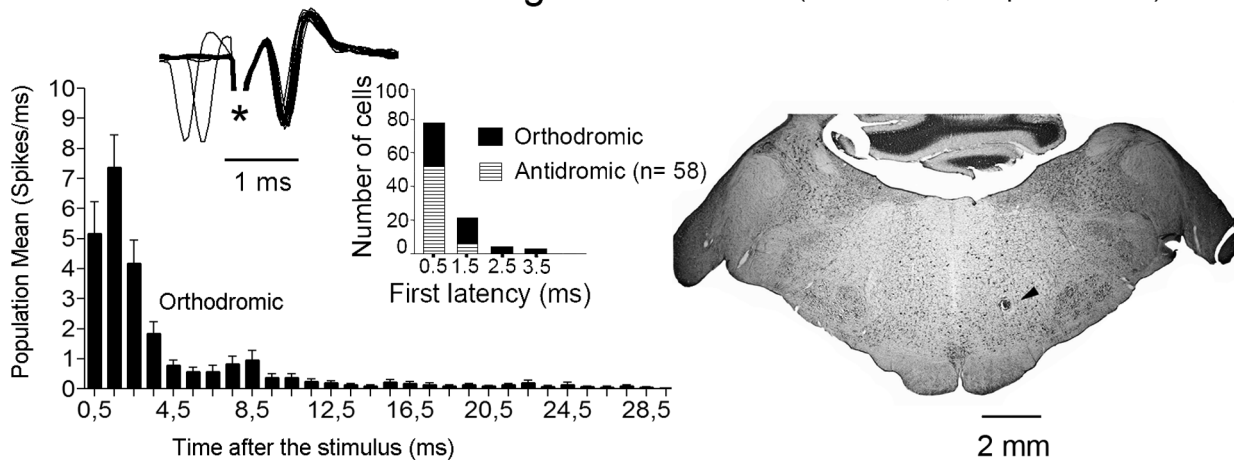 *
1 ms
Population Mean (Spikes/ms)
10
9
8
7
6
5
4
3
2
1
0
Orthodromic
0,5 4,5 8,5 12,5 16,5 20,5 24,5 28,5
Time after the stimulus (ms)
Number of cells
100
80
60
40
20
0
Orthodromic
Antidromic (n= 58)
0.5 1.5 2.5 3.5
First latency (ms)
2 mm